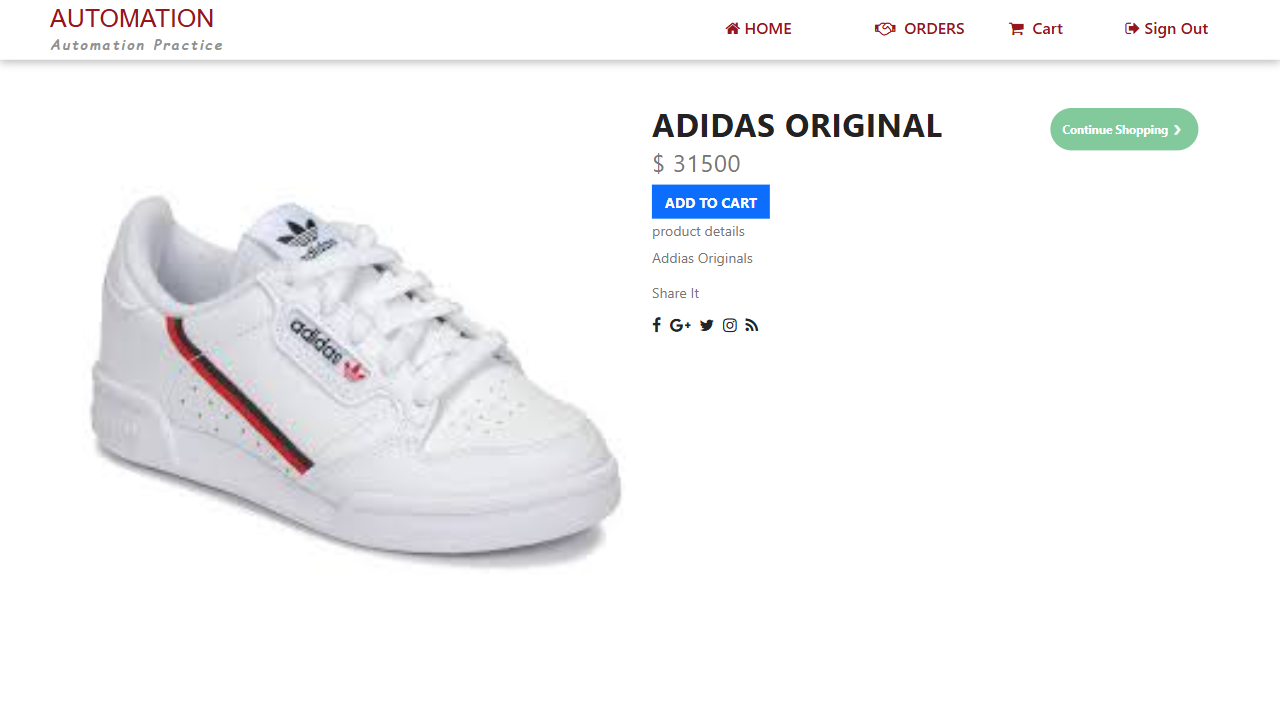 AUTOMATION
Automation Practice
HOME
ORDERS
Cart
Sign Out
ADIDAS ORIGINAL
Continue Shopping
$ 31500
ADD TO CART
product details
Addias Originals
Share It
adidas
adidas